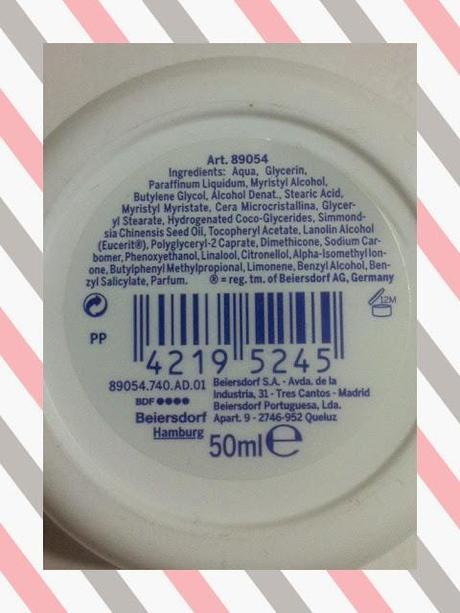 Art. 89054
Ingredients: Aqua, Glycerin,
Paraffinum Liquidum, Myristyl Alcohol,
Butylene Glycol, Alcohol Denat., Stearic Acid,
Myristyl Myristate, Cera Microcristallina, Glycer-
yl Stearate, Hydrogenated Coco-Glycerides, Simmond-
sia Chinensis Seed Oil, Tocopheryl Acetate, Lanolin Alcohol
(Eucerit®), Polyglyceryl-2 Caprate, Dimethicone, Sodium Car-
bomer, Phenoxyethanol, Linalool, Citronellol, Alpha-Isomethyl Ion-
one, Butylphenyl Methylpropional, Limonene, Benzyl Alcohol, Ben-
zyl Salicylate, Parfum. ® = reg. tm. of Beiersdorf AG, Germany
12M
PP
4219 5245
89054.740.AD.01
BDF
Beiersdorf
Hamburg
Beiersdorf S.A. - Avda. de la
Industria, 31 - Tres Cantos - Madrid
Beiersdorf Portuguesa, Lda.
Apart. 9 - 2746-952 Queluz
50ml e